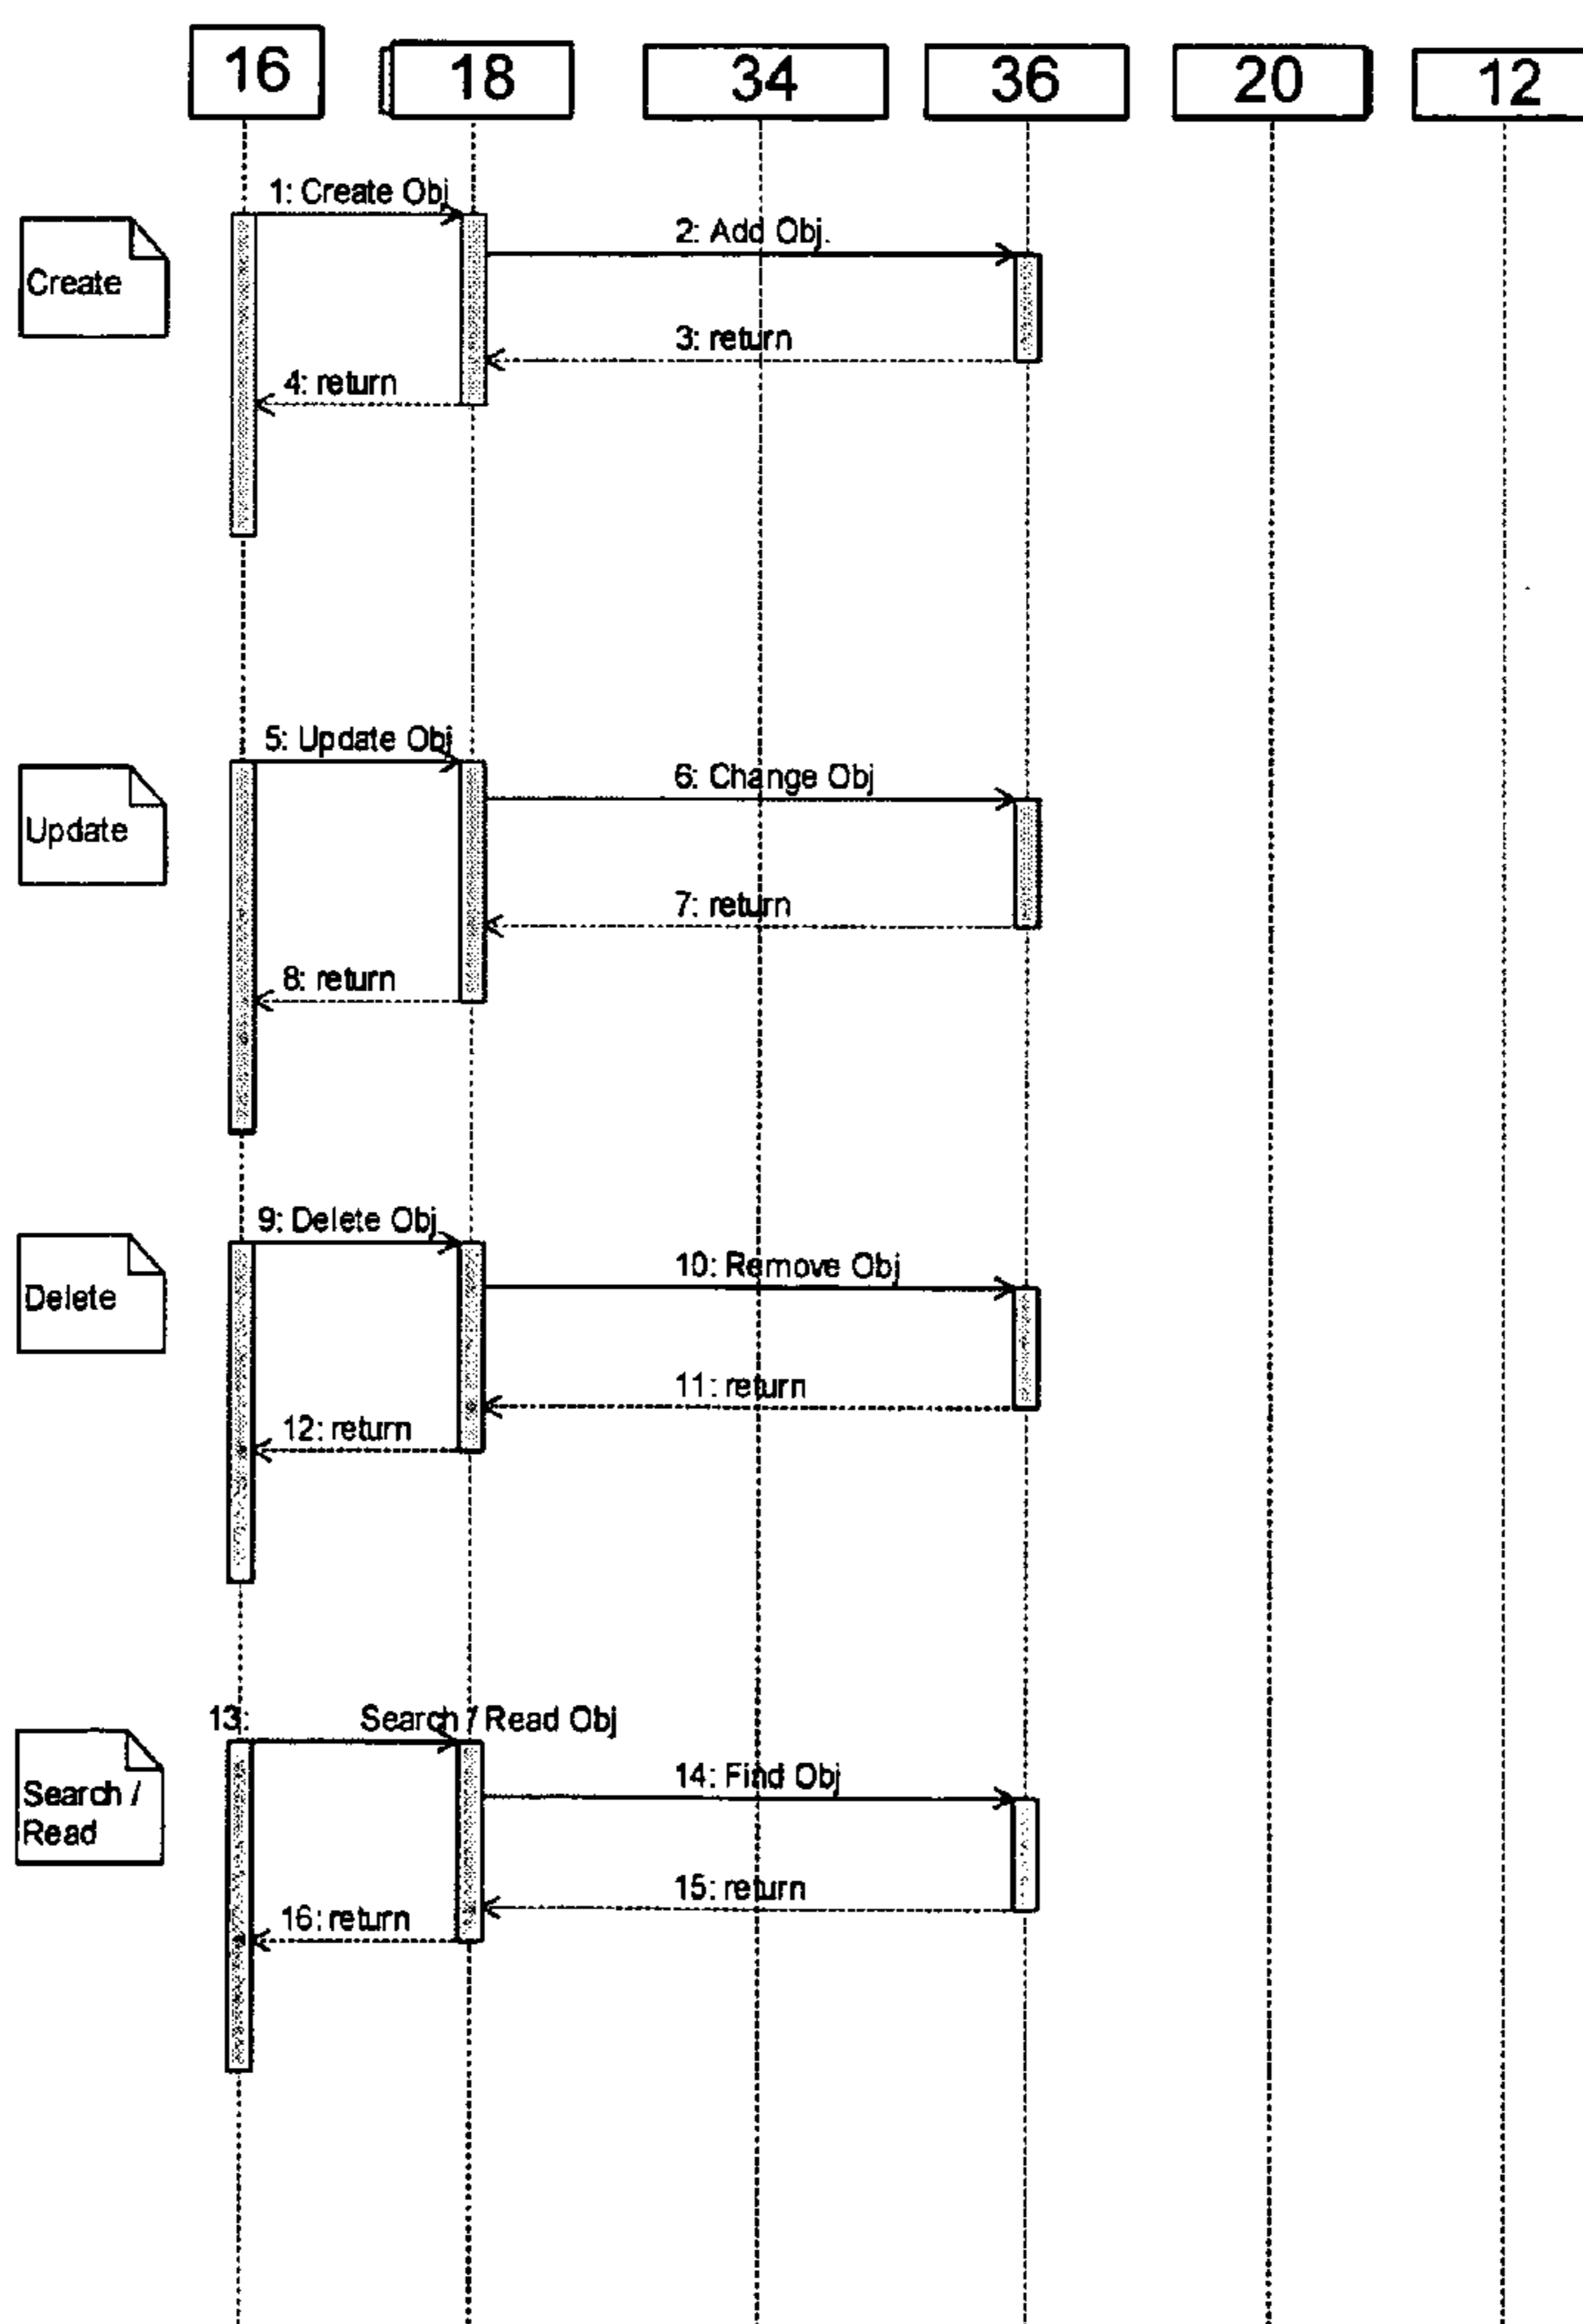 16 18 34 36 20 12
1: Create Obj
2: Add Obj.
Create
3: return
4: return
5: Update Obj
6: Change Obj
Update
7: return
8: return
9: Delete Obj
10: Remove Obj
Delete
11: return
12: return
13: Search / Read Obj
14: Find Obj
Search /
Read
15: return
16: return